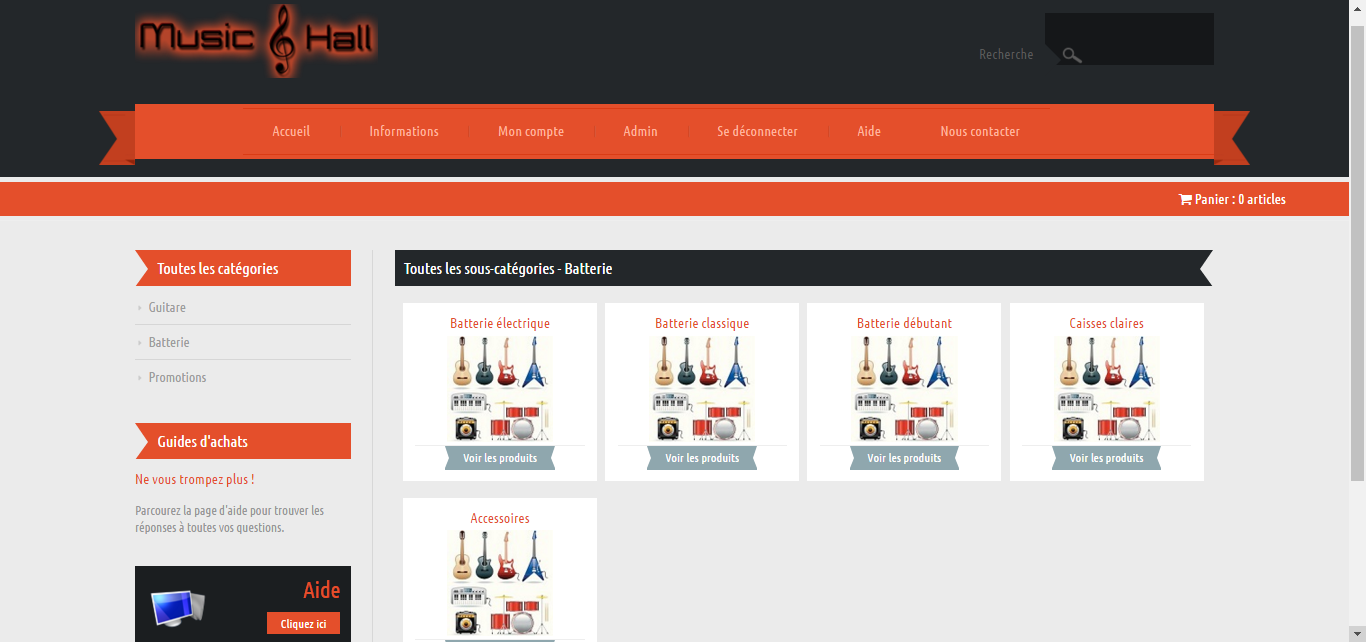 Music Hall
Recherche
Accueil
Informations
Mon compte
Admin
Se déconnecter
Aide
Nous contacter
Panier : 0 articles
Toutes les catégories
Guitare
Batterie
Promotions
Guides d'achats
Ne vous trompez plus !
Parcourez la page d'aide pour trouver les
réponses à toutes vos questions.
Aide
Cliquez ici
Toutes les sous-catégories - Batterie
Batterie électrique
Voir les produits
Batterie classique
Voir les produits
Batterie débutant
Voir les produits
Caisses claires
Voir les produits
Accessoires